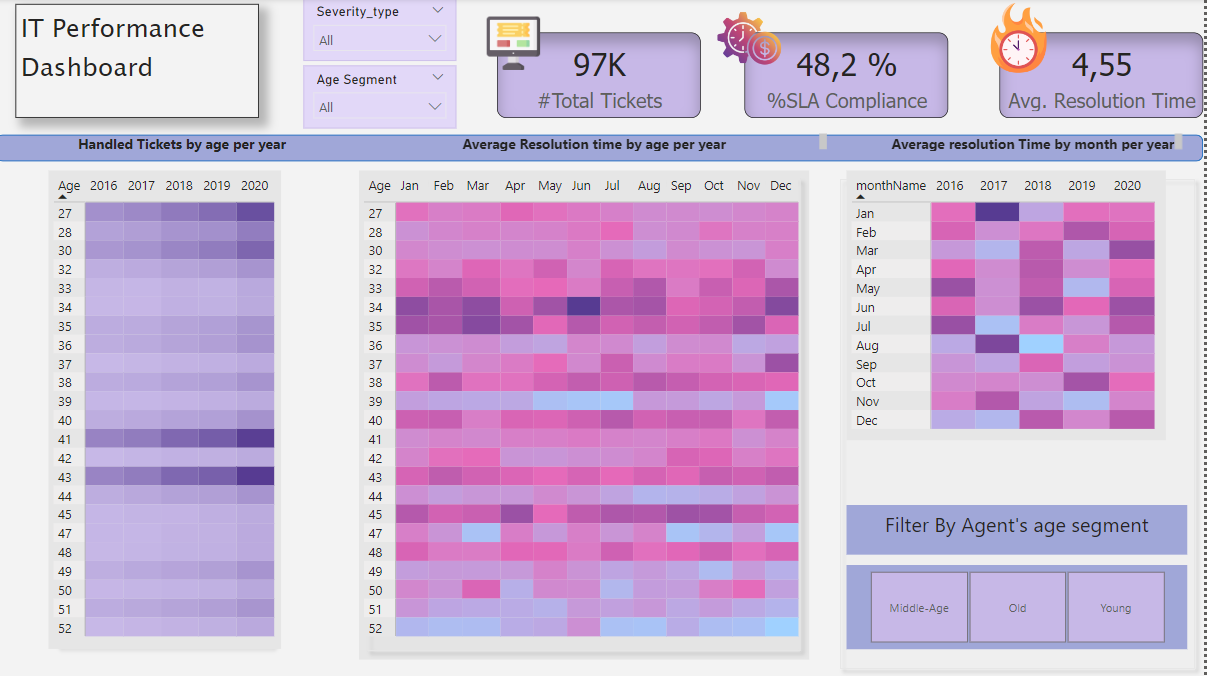 IT Performance
Dashboard
Severity_type
All
Age Segment
All
97K
#Total Tickets
48,2 %
%SLA Compliance
4,55
Avg. Resolution Time
Handled Tickets by age per year
Average Resolution time by age per year
Average resolution Time by month per year
Age 2016 2017 2018 2019 2020
27
28
30
32
33
34
35
36
37
38
39
40
41
42
43
44
45
47
48
49
50
51
52
Age Jan Feb Mar Apr May Jun Jul Aug Sep Oct Nov Dec
27
28
30
32
33
34
35
36
37
38
39
40
41
42
43
44
45
47
48
49
50
51
52
monthName 2016 2017 2018 2019 2020
Jan
Feb
Mar
Apr
May
Jun
Jul
Aug
Sep
Oct
Nov
Dec
Filter By Agent's age segment
Middle-Age
Old
Young